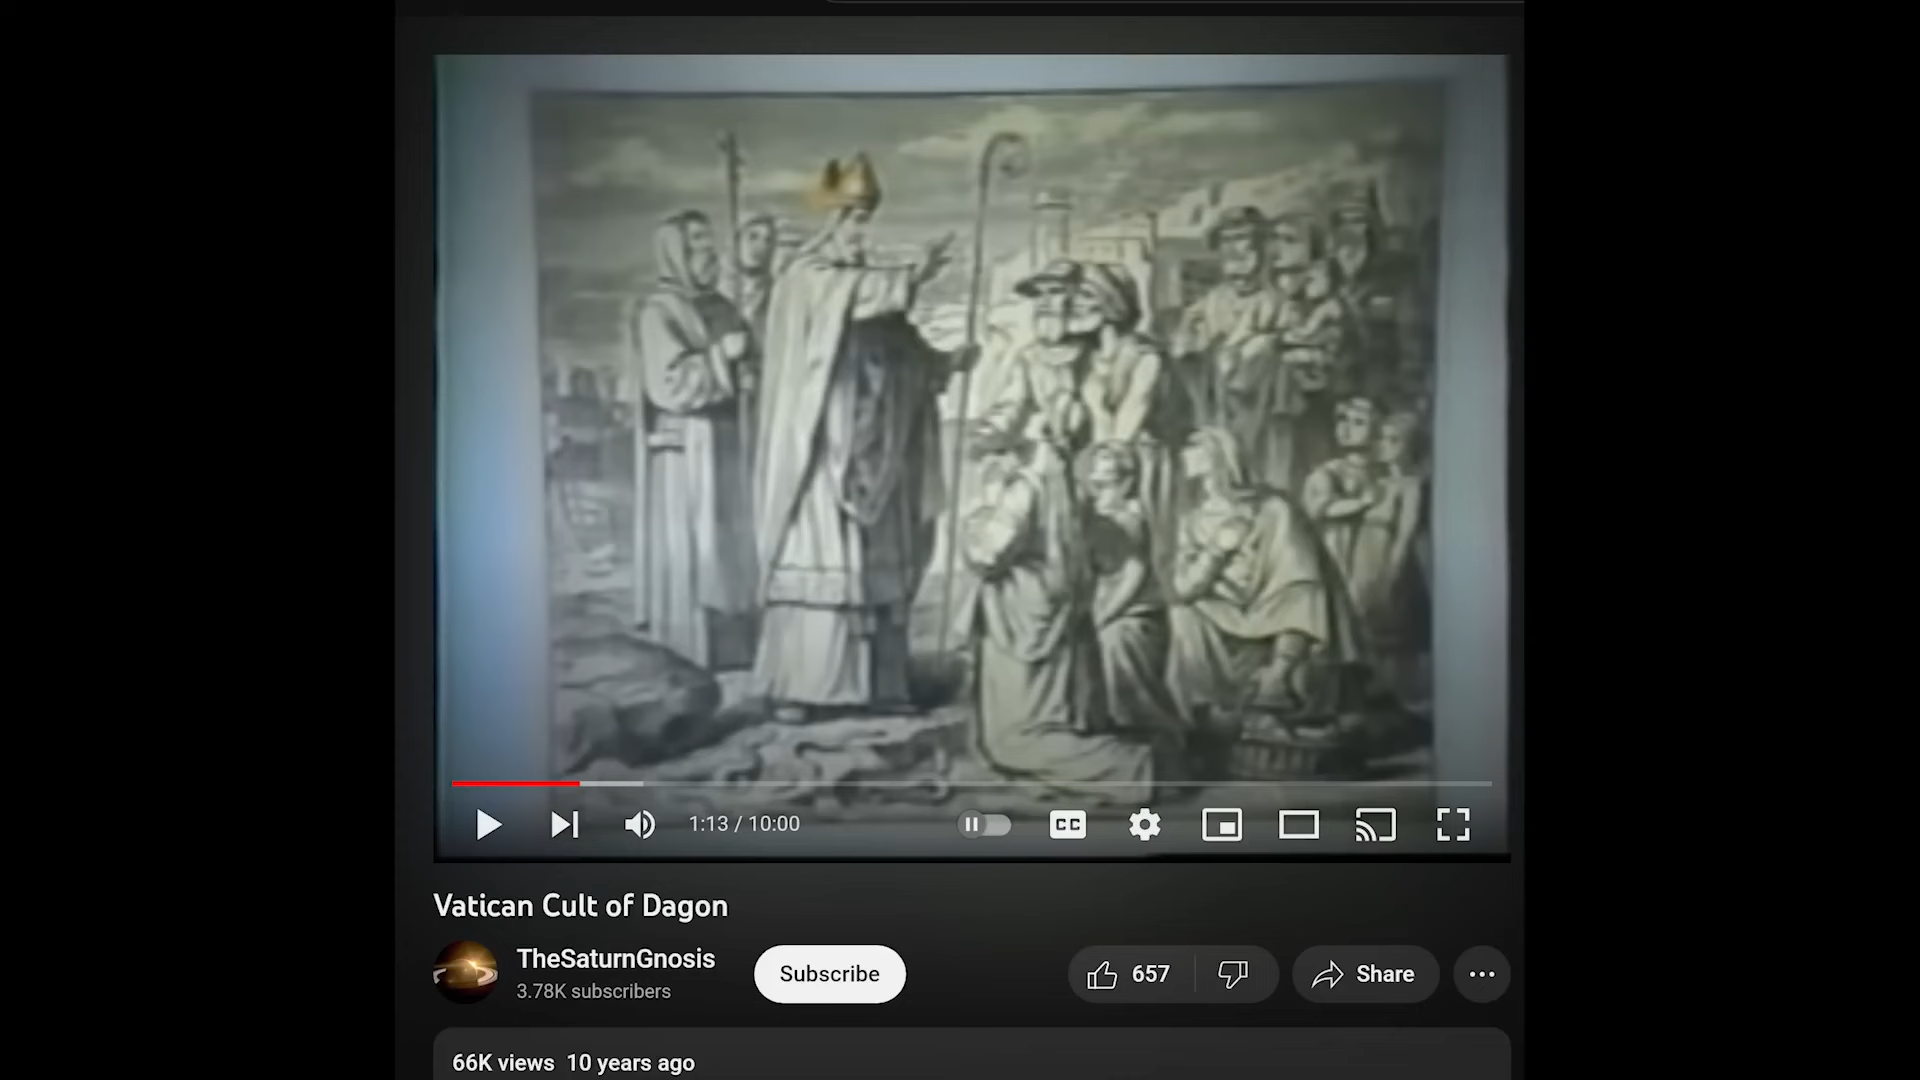 1:13 / 10:00
CC
Vatican Cult of Dagon
TheSaturnGnosis
3.78K subscribers
Subscribe
657
Share
66K views 10 years ago